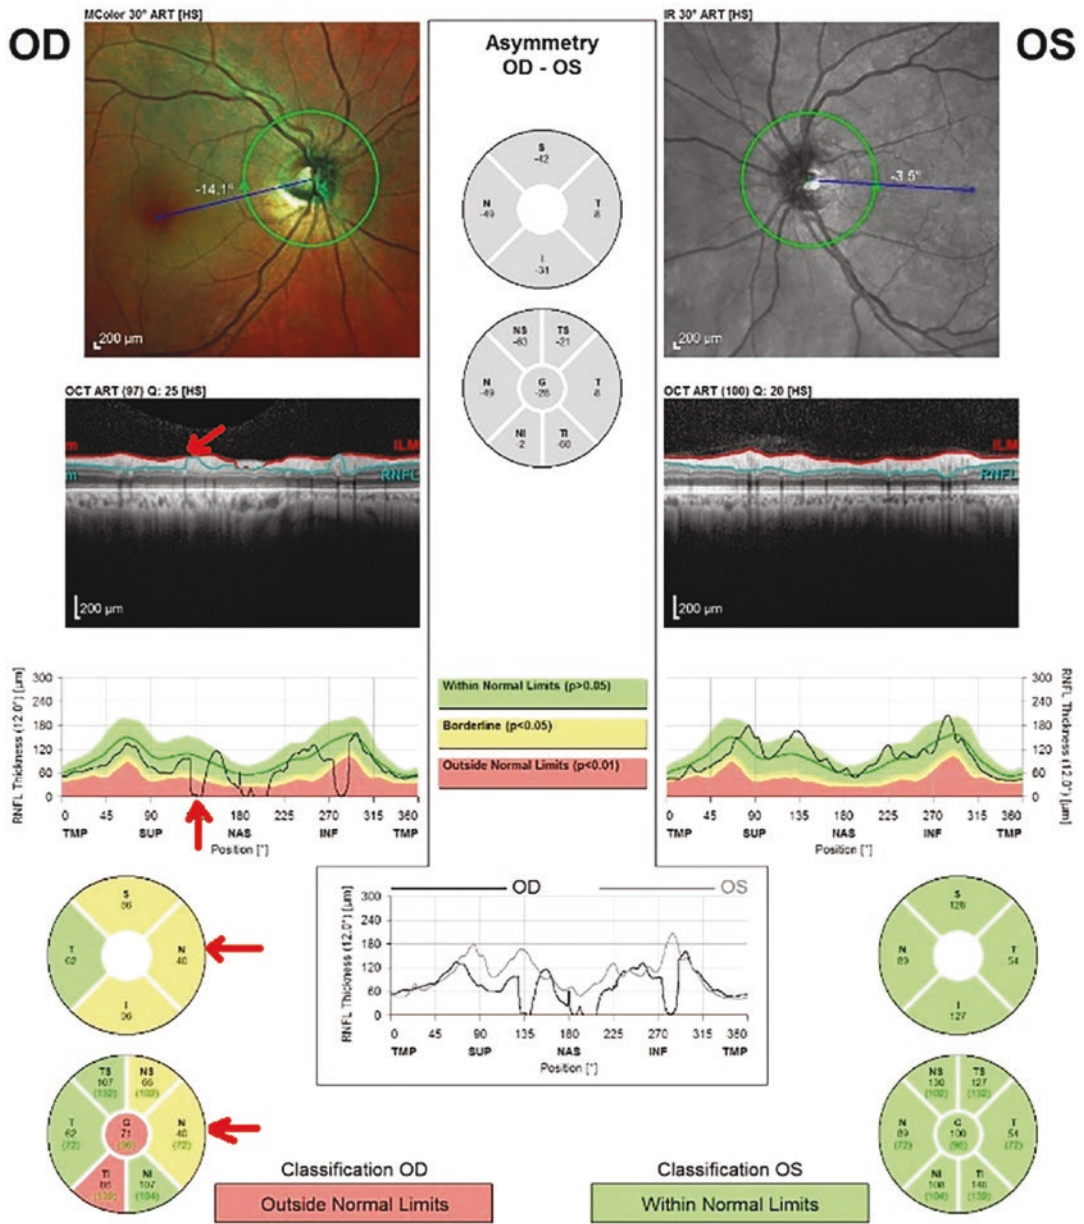 MColor 30° ART [HS]
OD
-14.1°
200 µm
Asymmetry
OD - OS
S
-42
N
-49
T
8
I
-31
NS
-63
TS
-21
N
-49
G
-28
T
8
NI
-2
TI
-60
IR 30° ART [HS]
OS
-3.5°
200 µm
OCT ART (97) Q: 25 [HS]
m
ILM
m
RNFL
200 µm
OCT ART (100) Q: 20 [HS]
ILM
RNFL
200 µm
RNFL Thickness (12.0°) [µm]
300
240
180
120
60
0
0 45 90 135 180 225 270 315 360
TMP SUP NAS INF TMP
Position [°]
Within Normal Limits (p>0.05)
Borderline (p<0.05)
Outside Normal Limits (p<0.01)
300
240
180
120
60
0
RNFL Thickness (12.0°) [µm]
0 45 90 135 180 225 270 315 360
TMP SUP NAS INF TMP
Position [°]
S
86
T
62
N
40
I
96
TS
107
(132)
NS
66
(102)
T
62
(72)
G
71
(96)
N
40
(72)
TI
86
NI
107
(104)
Classification OD
Outside Normal Limits
OD
OS
RNFL Thickness (12.0°) [µm]
300
240
180
120
60
0
0 45 90 135 180 225 270 315 360
TMP SUP NAS INF TMP
Position [°]
Classification OS
Within Normal Limits
S
128
N
89
T
54
I
127
NS
130
(102)
TS
127
(132)
N
89
(72)
G
100
(96)
T
54
(72)
NI
108
(104)
TI
146
(139)